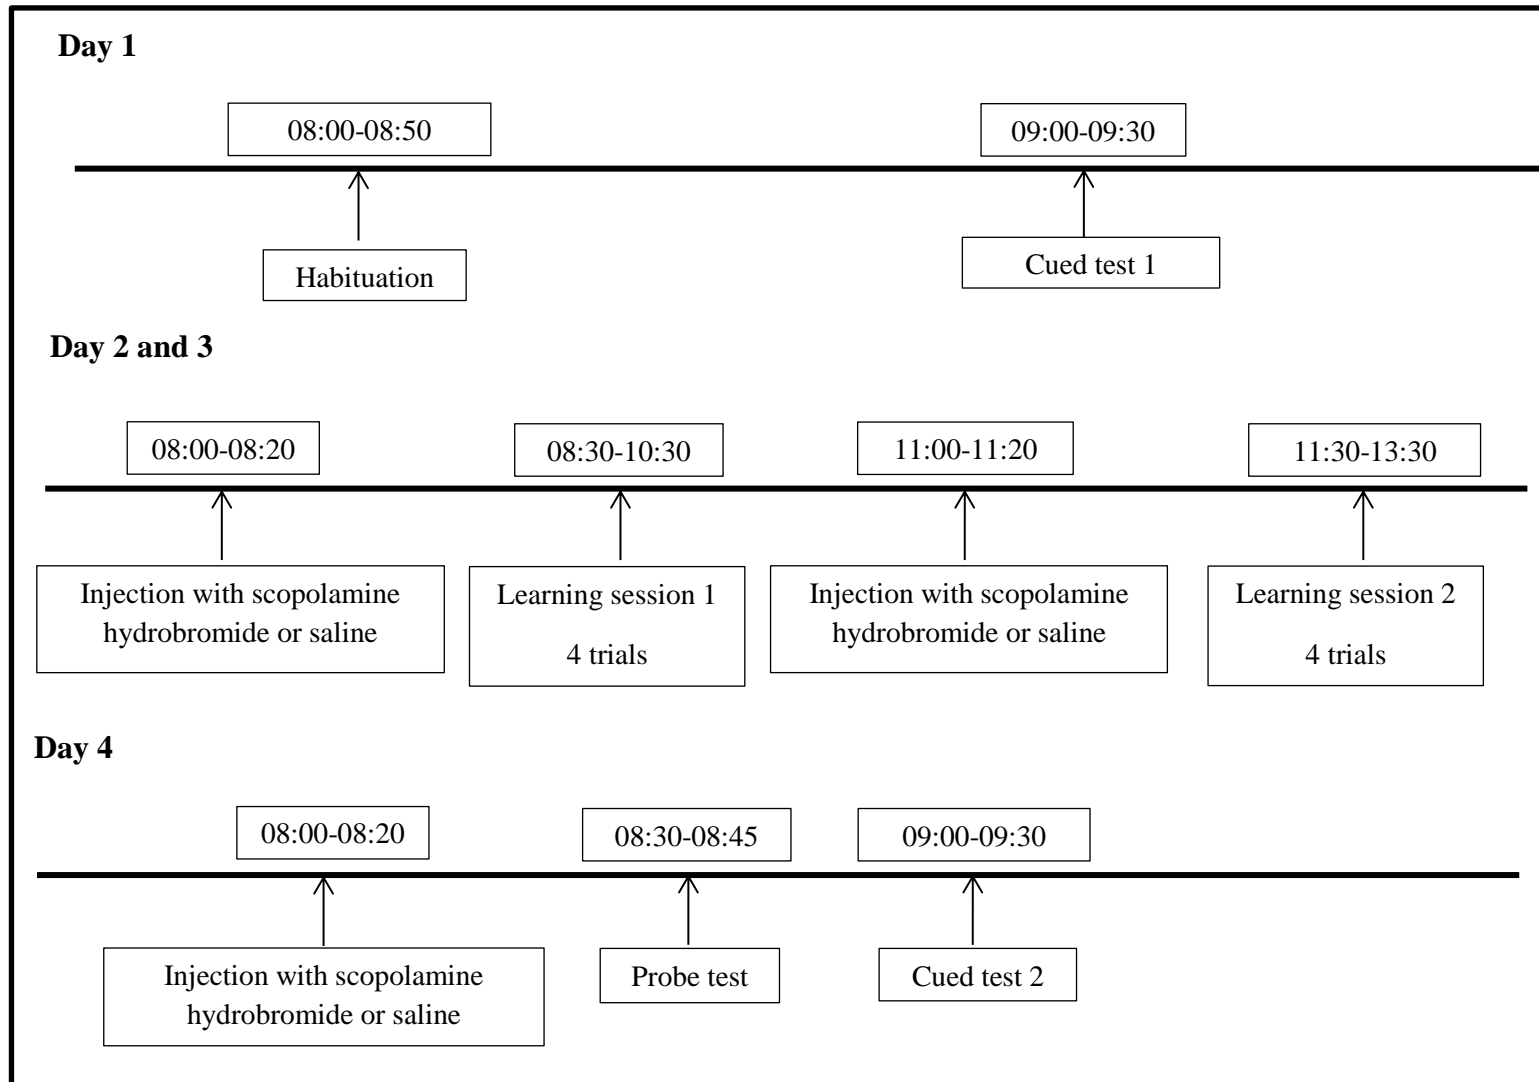 Day 1
08:00-08:50
09:00-09:30
Habituation
Cued test 1
Day 2 and 3
08:00-08:20
08:30-10:30
11:00-11:20
11:30-13:30
Injection with scopolamine
hydrobromide or saline
Learning session 1
4 trials
Injection with scopolamine
hydrobromide or saline
Learning session 2
4 trials
Day 4
08:00-08:20
08:30-08:45
09:00-09:30
Injection with scopolamine
hydrobromide or saline
Probe test
Cued test 2